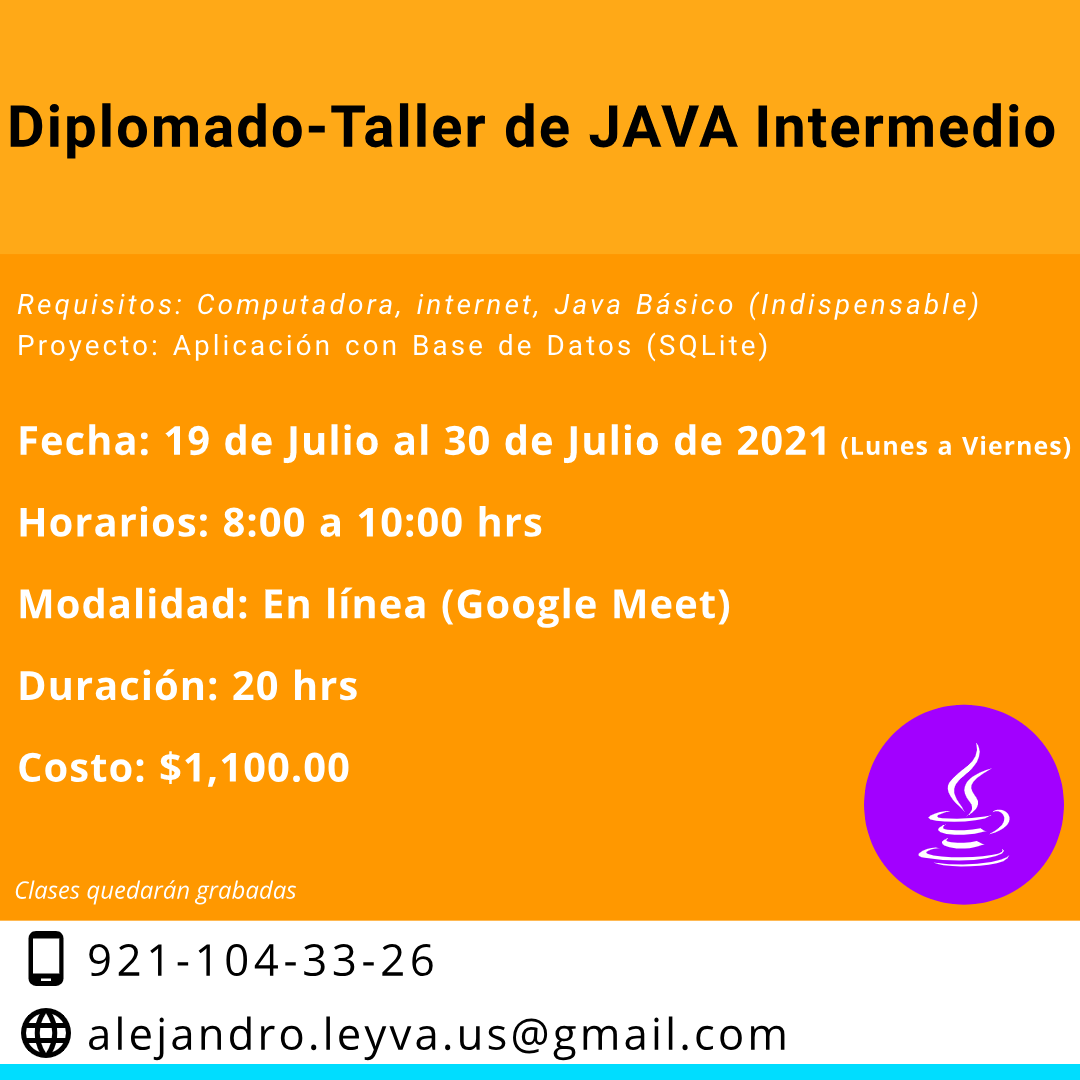 Diplomado-Taller de JAVA Intermedio
Requisitos: Computadora, internet, Java Básico (Indispensable)
Proyecto: Aplicación con Base de Datos (SQLite)
Fecha: 19 de Julio al 30 de Julio de 2021 (Lunes a Viernes)
Horarios: 8:00 a 10:00 hrs
Modalidad: En línea (Google Meet)
Duración: 20 hrs
Costo: $1,100.00
Clases quedarán grabadas
921-104-33-26
alejandro.leyva.us@gmail.com